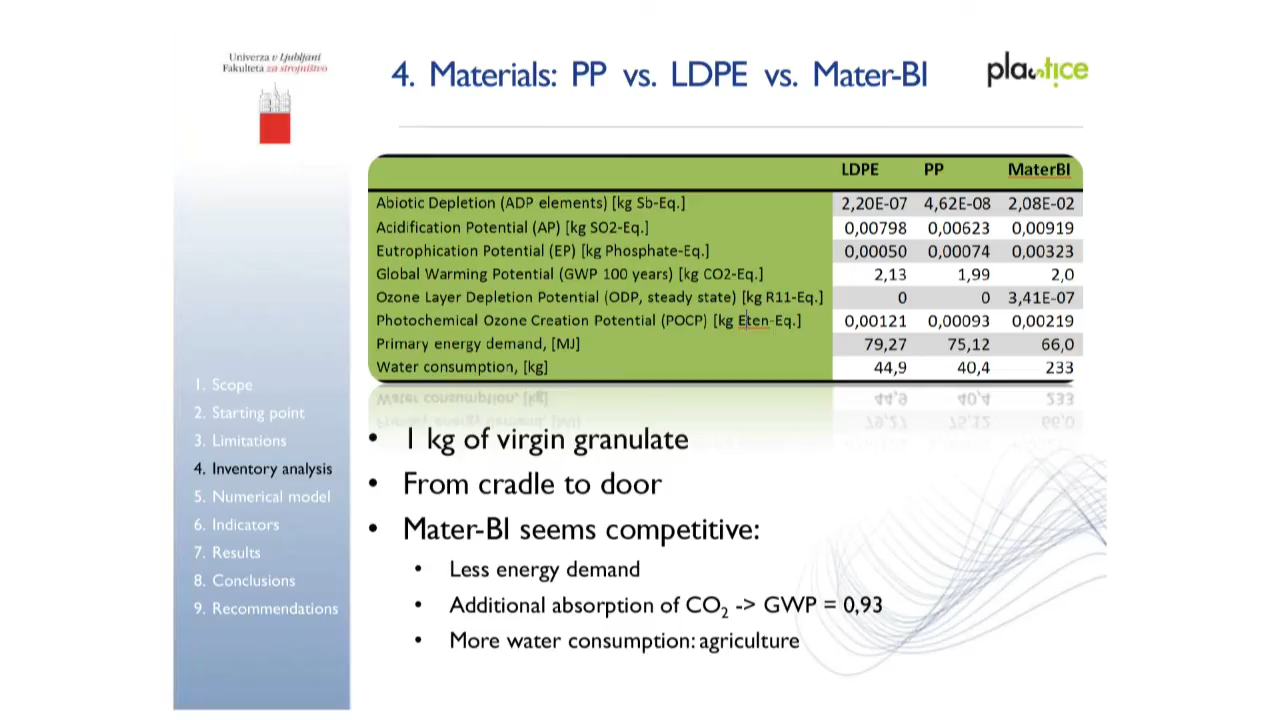 Univerza v Ljubljani
Fakulteta za strojništvo
4. Materials: PP vs. LDPE vs. Mater-BI
plastice
LDPE PP MaterBI
Abiotic Depletion (ADP elements) [kg Sb-Eq.] 2,20E-07 4,62E-08 2,08E-02
Acidification Potential (AP) [kg SO2-Eq.] 0,00798 0,00623 0,00919
Eutrophication Potential (EP) [kg Phosphate-Eq.] 0,00050 0,00074 0,00323
Global Warming Potential (GWP 100 years) [kg CO2-Eq.] 2,13 1,99 2,0
Ozone Layer Depletion Potential (ODP, steady state) [kg R11-Eq.] 0 0 3,41E-07
Photochemical Ozone Creation Potential (POCP) [kg Eten-Eq.] 0,00121 0,00093 0,00219
Primary energy demand, [MJ] 79,27 75,12 66,0
Water consumption, [kg] 44,9 40,4 233
1. Scope
2. Starting point
3. Limitations
4. Inventory analysis
5. Numerical model
6. Indicators
7. Results
8. Conclusions
9. Recommendations
• 1 kg of virgin granulate
• From cradle to door
• Mater-BI seems competitive:
• Less energy demand
• Additional absorption of CO₂ -> GWP = 0,93
• More water consumption: agriculture